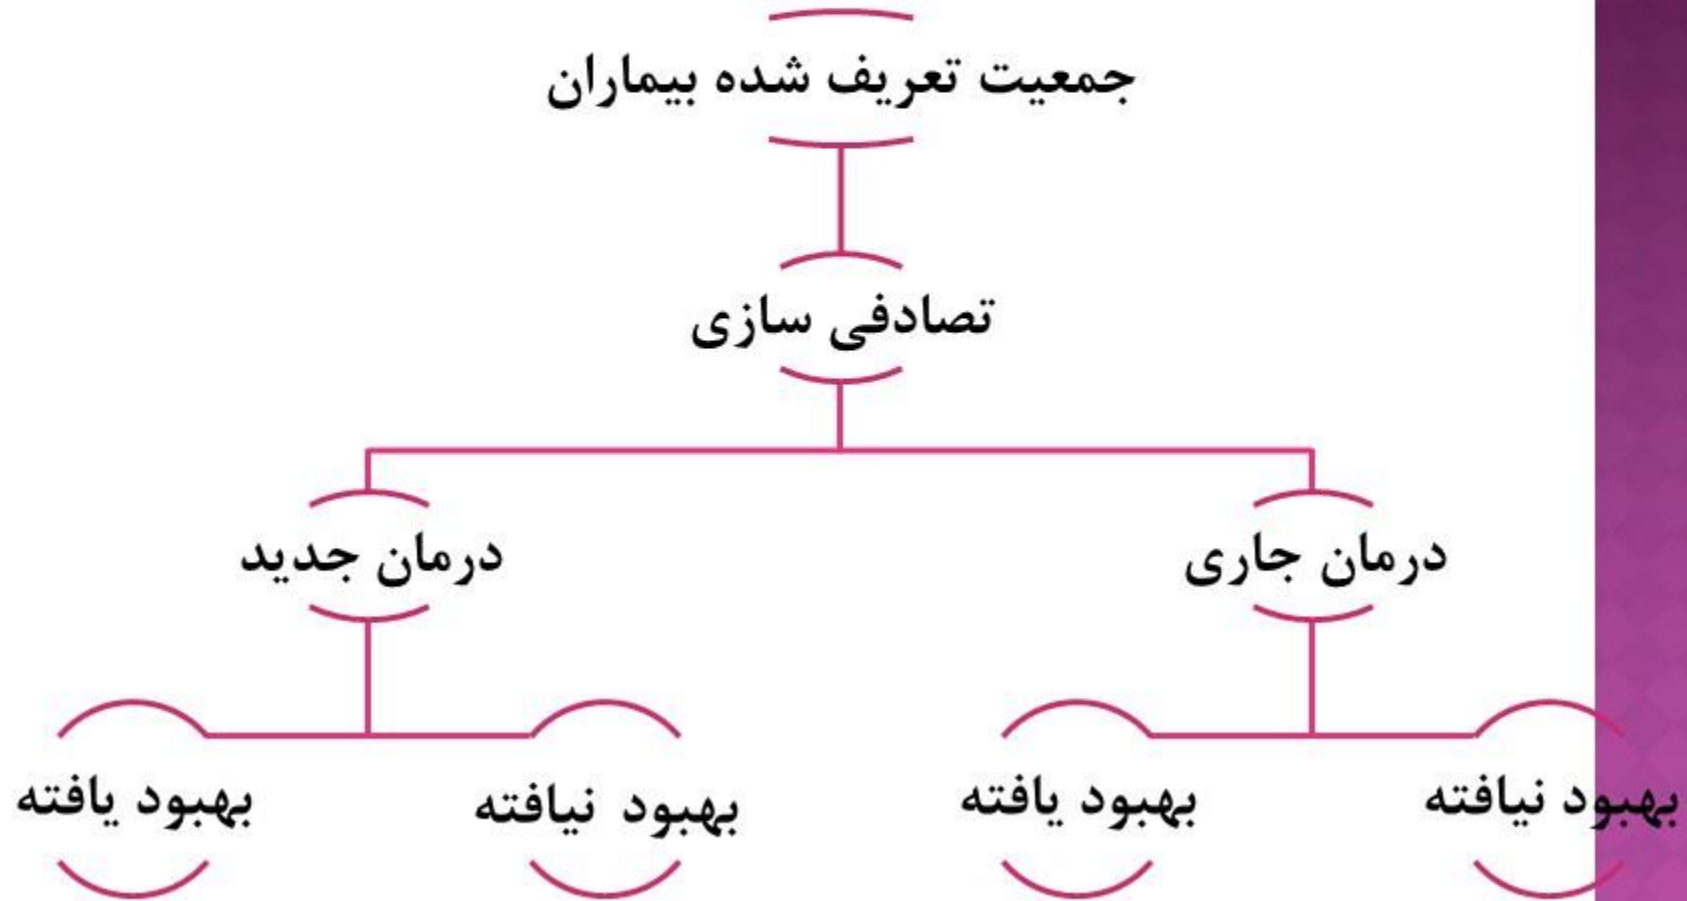 جمعیت تعریف شده بیماران
تصادفی سازی
درمان جاری
درمان جدید
بهبود نیافته
بهبود یافته
بهبود نیافته
بهبود یافته